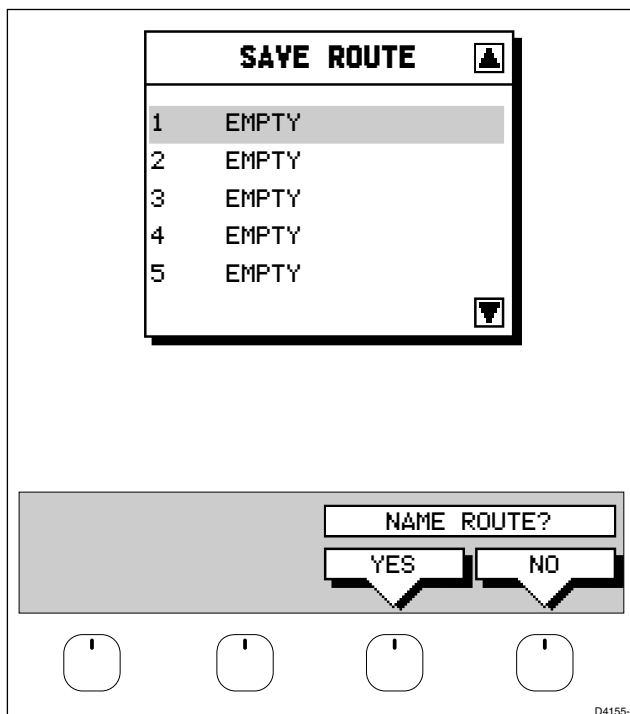 SAVE ROUTE
1 EMPTY
2 EMPTY
3 EMPTY
4 EMPTY
5 EMPTY
NAME ROUTE?
YES NO
D4155-